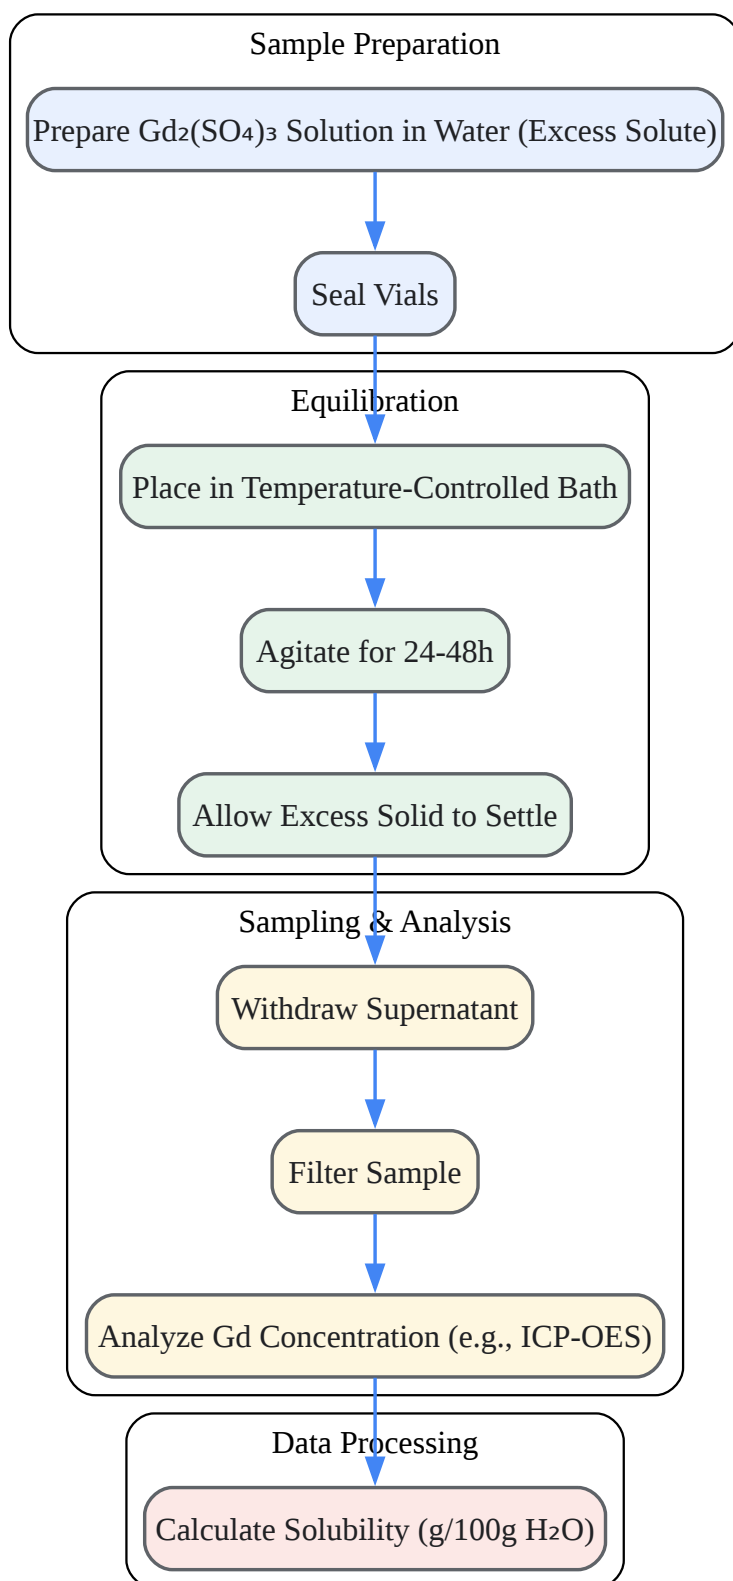 Sample Preparation
Prepare Gd₂(SO₄)₃ Solution in Water (Excess Solute)
Seal Vials
Equilibration
Place in Temperature-Controlled Bath
Agitate for 24-48h
Allow Excess Solid to Settle
Sampling & Analysis
Withdraw Supernatant
Filter Sample
Analyze Gd Concentration (e.g., ICP-OES)
Data Processing
Calculate Solubility (g/100g H₂O)